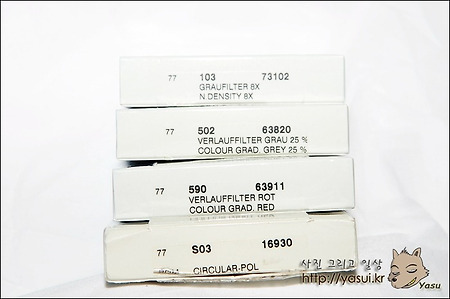 77 103 73102
GRAUFILTER 8X
N DENSITY 8X
77 502 63820
VERLAUFFILTER GRAU 25 %
COLOUR GRAD. GREY 25 %
77 590 63911
VERLAUFFILTER ROT
COLOUR GRAD. RED
77 S03 16930
CIRCULAR-POL
사진 그리고 일상
http://yasui.kr
Yasu